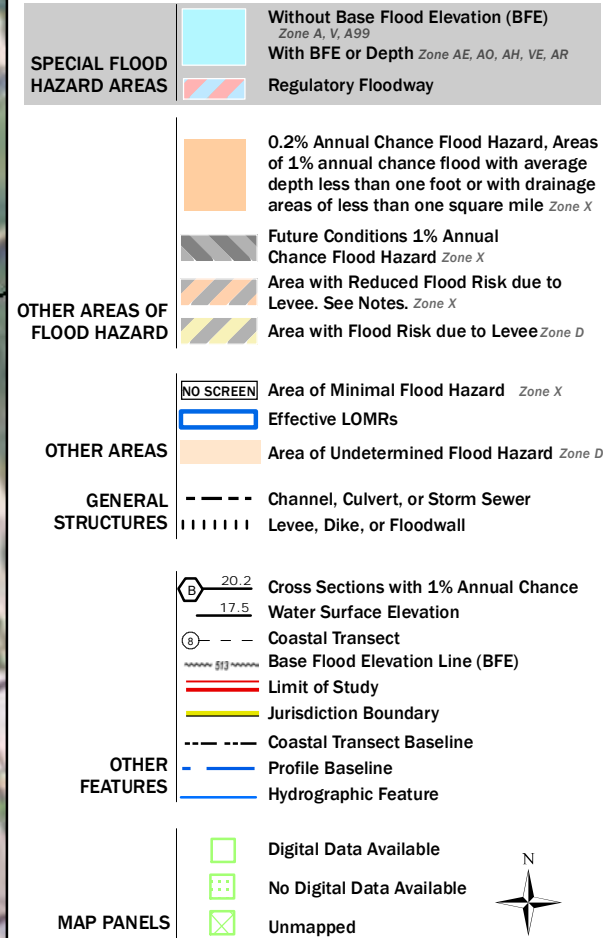 SPECIAL FLOOD
HAZARD AREAS
Without Base Flood Elevation (BFE)
Zone A, V, A99
With BFE or Depth Zone AE, AO, AH, VE, AR
Regulatory Floodway
OTHER AREAS OF
FLOOD HAZARD
0.2% Annual Chance Flood Hazard, Areas
of 1% annual chance flood with average
depth less than one foot or with drainage
areas of less than one square mile Zone X
Future Conditions 1% Annual
Chance Flood Hazard Zone X
Area with Reduced Flood Risk due to
Levee. See Notes. Zone X
Area with Flood Risk due to Levee Zone D
OTHER AREAS
NO SCREEN Area of Minimal Flood Hazard Zone X
Effective LOMRs
Area of Undetermined Flood Hazard Zone D
GENERAL
STRUCTURES
Channel, Culvert, or Storm Sewer
Levee, Dike, or Floodwall
OTHER
FEATURES
B 20.2 Cross Sections with 1% Annual Chance
17.5 Water Surface Elevation
8 Coastal Transect
513 Base Flood Elevation Line (BFE)
Limit of Study
Jurisdiction Boundary
Coastal Transect Baseline
Profile Baseline
Hydrographic Feature
MAP PANELS
Digital Data Available
No Digital Data Available
Unmapped
N